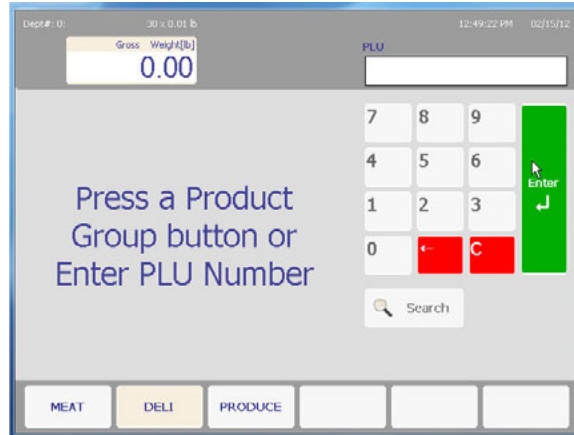 Dept#: 0: 30 x 0.01 lb 12:49:22 PM 02/15/12
Gross Weight[lb]
0.00
PLU
7 8 9
4 5 6
Enter
1 2 3
0 ← C
Press a Product
Group button or
Enter PLU Number
Search
MEAT DELI PRODUCE